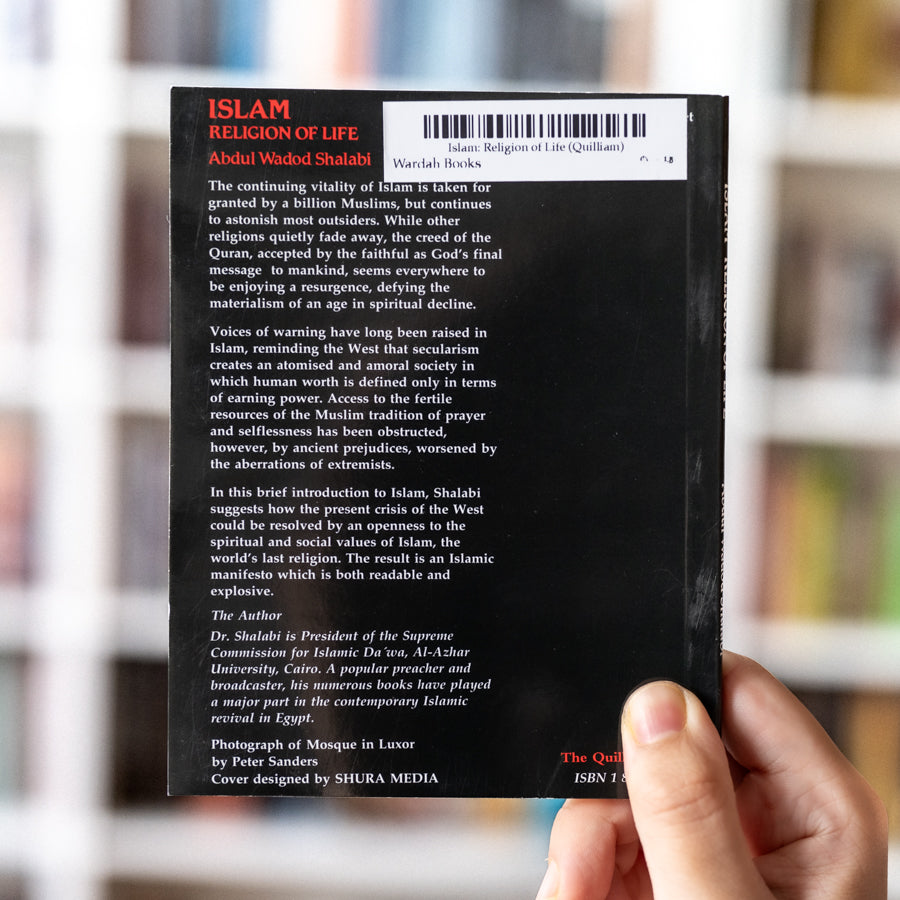 ISLAM
RELIGION OF LIFE
Abdul Wadod Shalabi
Islam: Religion of Life (Quilliam)
Wardah Books
The continuing vitality of Islam is taken for
granted by a billion Muslims, but continues
to astonish most outsiders. While other
religions quietly fade away, the creed of the
Quran, accepted by the faithful as God's final
message to mankind, seems everywhere to
be enjoying a resurgence, defying the
materialism of an age in spiritual decline.
Voices of warning have long been raised in
Islam, reminding the West that secularism
creates an atomised and amoral society in
which human worth is defined only in terms
of earning power. Access to the fertile
resources of the Muslim tradition of prayer
and selflessness has been obstructed,
however, by ancient prejudices, worsened by
the aberrations of extremists.
In this brief introduction to Islam, Shalabi
suggests how the present crisis of the West
could be resolved by an openness to the
spiritual and social values of Islam, the
world's last religion. The result is an Islamic
manifesto which is both readable and
explosive.
The Author
Dr. Shalabi is President of the Supreme
Commission for Islamic Da'wa, Al-Azhar
University, Cairo. A popular preacher and
broadcaster, his numerous books have played
a major part in the contemporary Islamic
revival in Egypt.
Photograph of Mosque in Luxor
by Peter Sanders
Cover designed by SHURA MEDIA
The
ISBN 1